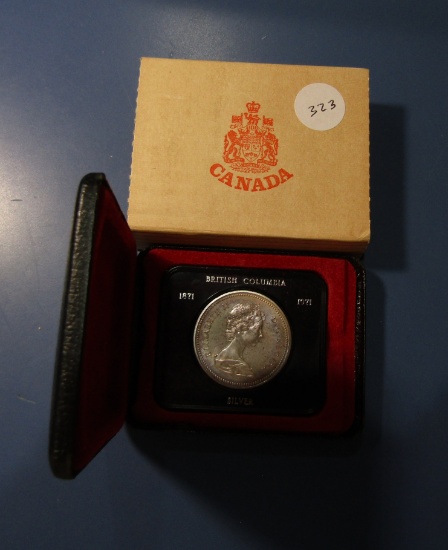 323
CANADA
BRITISH COLUMBIA
1871 1971
SILVER